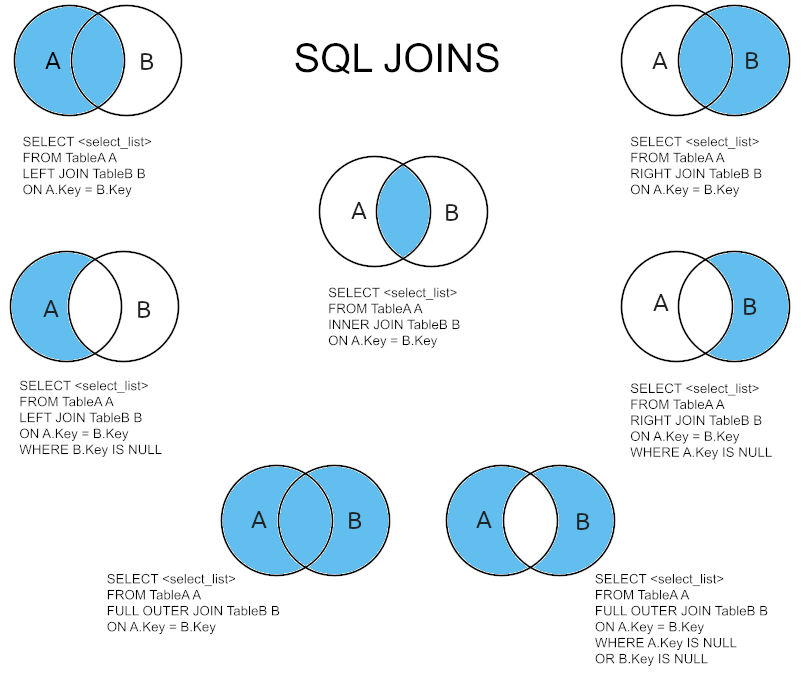 SQL JOINS
A B
SELECT <select_list>
FROM TableA A
LEFT JOIN TableB B
ON A.Key = B.Key
A B
SELECT <select_list>
FROM TableA A
RIGHT JOIN TableB B
ON A.Key = B.Key
A B
SELECT <select_list>
FROM TableA A
INNER JOIN TableB B
ON A.Key = B.Key
A B
SELECT <select_list>
FROM TableA A
LEFT JOIN TableB B
ON A.Key = B.Key
WHERE B.Key IS NULL
A B
SELECT <select_list>
FROM TableA A
RIGHT JOIN TableB B
ON A.Key = B.Key
WHERE A.Key IS NULL
A B
SELECT <select_list>
FROM TableA A
FULL OUTER JOIN TableB B
ON A.Key = B.Key
A B
SELECT <select_list>
FROM TableA A
FULL OUTER JOIN TableB B
ON A.Key = B.Key
WHERE A.Key IS NULL
OR B.Key IS NULL